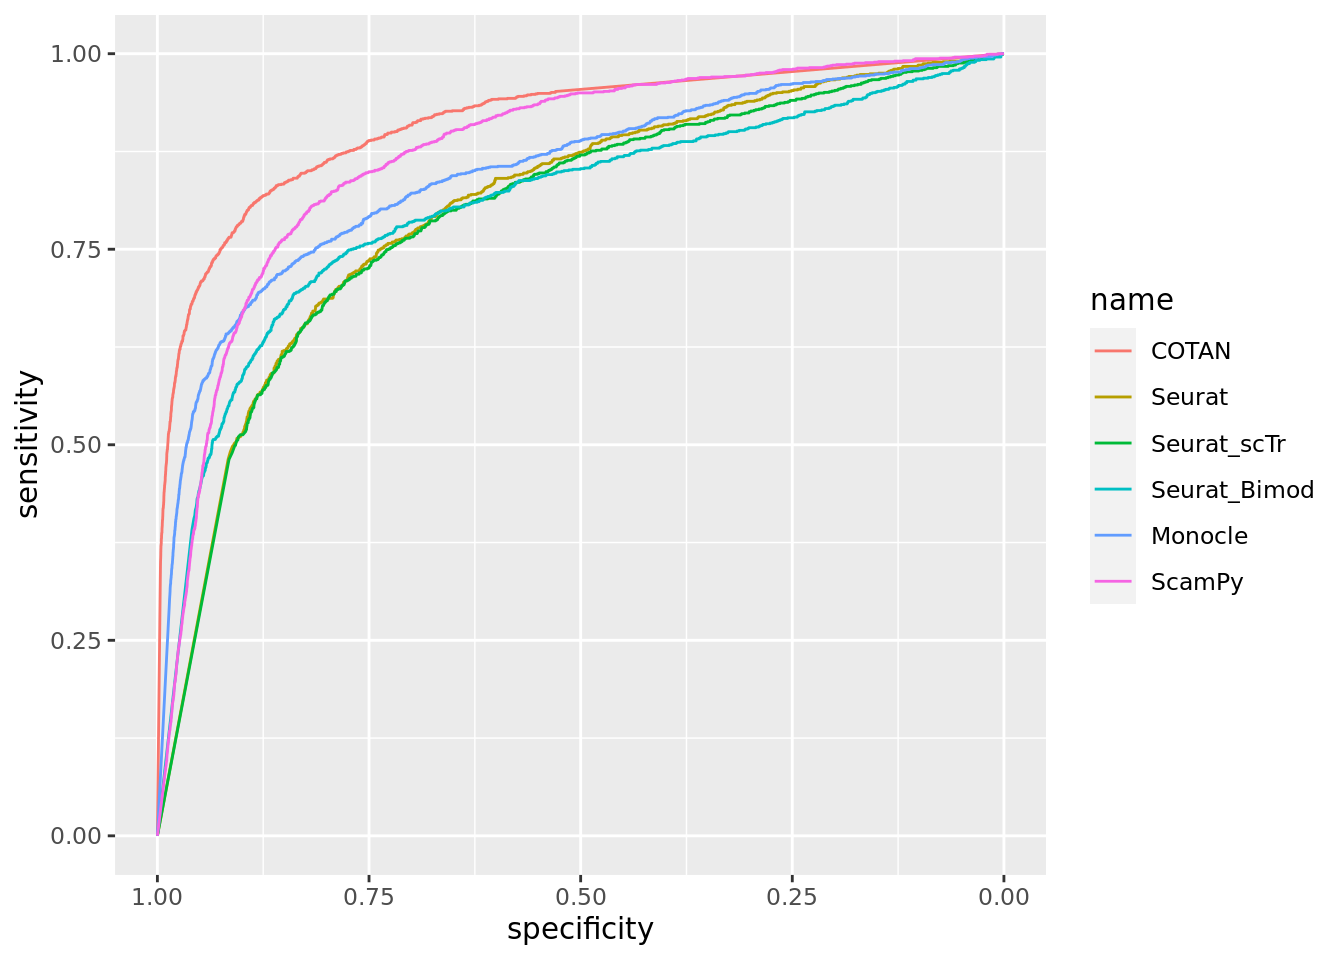 1.00
0.75
0.50
0.25
0.00
sensitivity
1.00 0.75 0.50 0.25 0.00
specificity
name
COTAN
Seurat
Seurat_scTr
Seurat_Bimod
Monocle
ScamPy